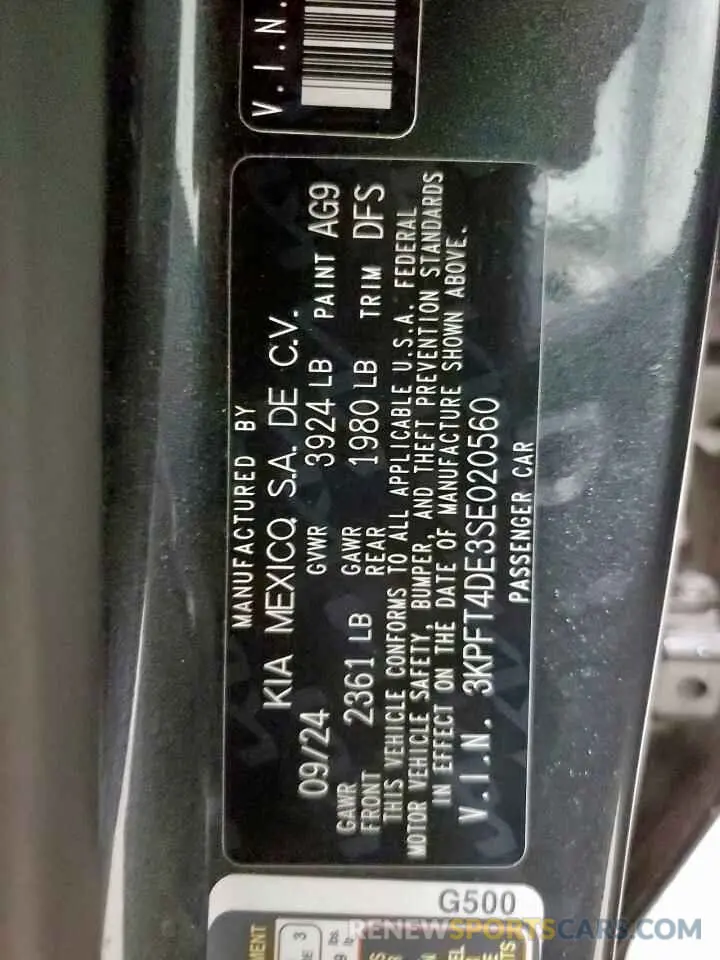 V.I.N.
MANUFACTURED BY
KIA MEXICO, S.A. DE C.V.
09/24 GVWR 3924 LB PAINT AG9
GAWR FRONT 2361 LB GAWR REAR 1980 LB TRIM DFS
THIS VEHICLE CONFORMS TO ALL APPLICABLE U.S.A. FEDERAL
MOTOR VEHICLE SAFETY, BUMPER, AND THEFT PREVENTION STANDARDS
IN EFFECT ON THE DATE OF MANUFACTURE SHOWN ABOVE.
V.I.N. 3KPFT4DE3SE020560
PASSENGER CAR
G500
RENEWSPORTSCARS.COM